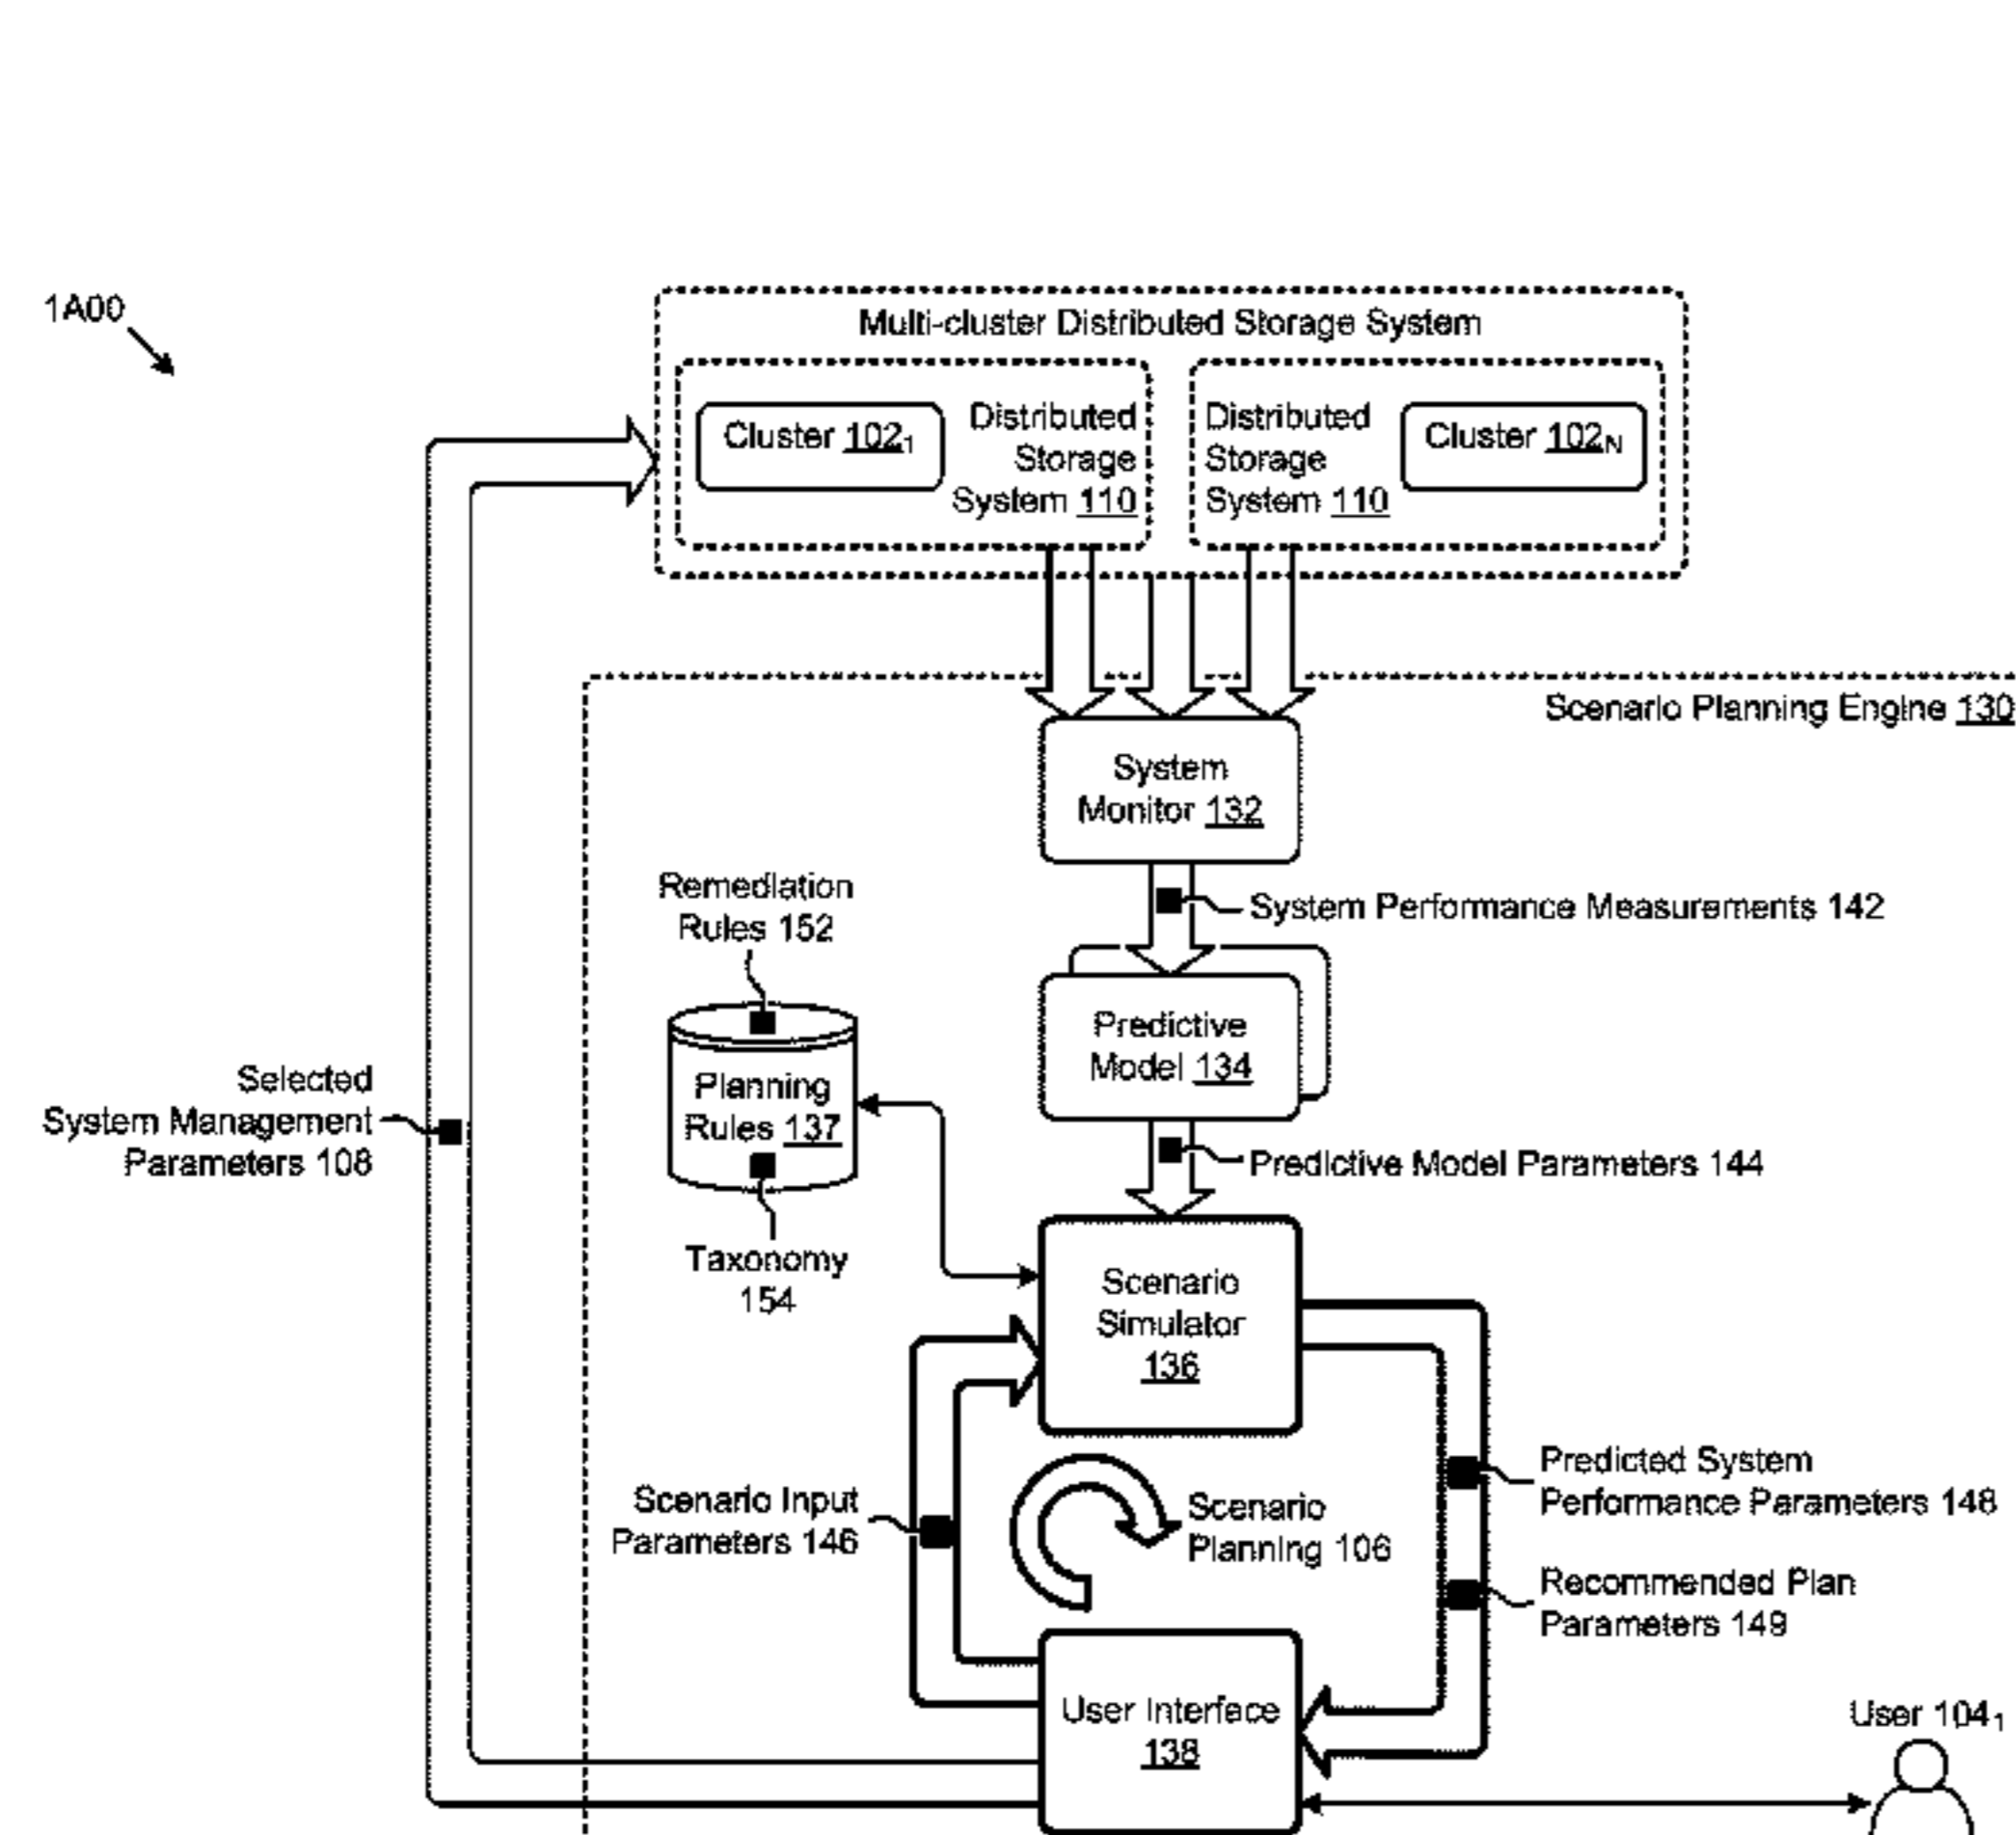 1A00
Multi-cluster Distributed Storage System
Cluster 102₁
Distributed
Storage
System 110
Distributed
Storage
System 110
Cluster 102N
Scenario Planning Engine 130
System
Monitor 132
System Performance Measurements 142
Remediation
Rules 152
Predictive
Model 134
Planning
Rules 137
Selected
System Management
Parameters 108
Predictive Model Parameters 144
Taxonomy
154
Scenario
Simulator
136
Scenario Input
Parameters 146
Scenario
Planning 106
Predicted System
Performance Parameters 148
Recommended Plan
Parameters 149
User Interface
138
User 104₁